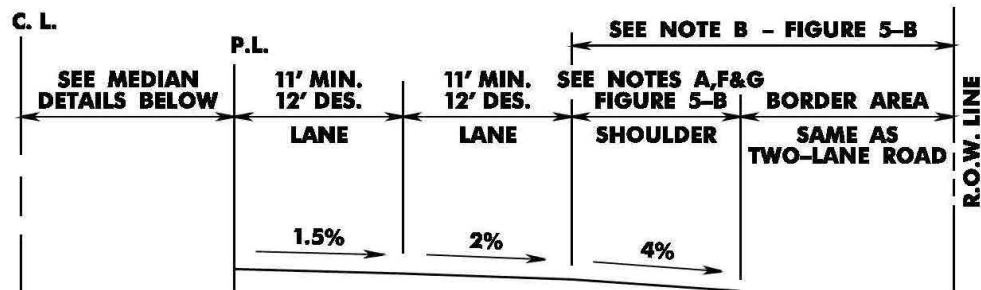 C. L.
SEE NOTE B - FIGURE 5-B
P.L.
SEE MEDIAN
DETAILS BELOW
11' MIN.
12' DES.
LANE
11' MIN.
12' DES.
LANE
SEE NOTES A,F&G
FIGURE 5-B
SHOULDER
BORDER AREA
SAME AS
TWO-LANE ROAD
R.O.W. LINE
1.5%
2%
4%